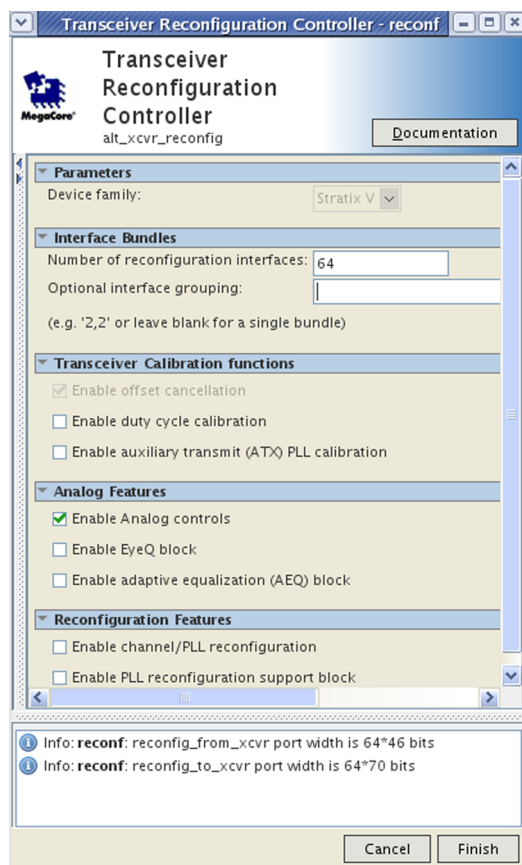 Transceiver Reconfiguration Controller - reconf
Transceiver
Reconfiguration
Controller
MegaCore®
alt_xcvr_reconfig
Documentation
Parameters
Device family:
Stratix V
Interface Bundles
Number of reconfiguration interfaces:
64
Optional interface grouping:
(e.g. '2,2' or leave blank for a single bundle)
Transceiver Calibration functions
Enable offset cancellation
Enable duty cycle calibration
Enable auxiliary transmit (ATX) PLL calibration
Analog Features
Enable Analog controls
Enable EyeQ block
Enable adaptive equalization (AEQ) block
Reconfiguration Features
Enable channel/PLL reconfiguration
Enable PLL reconfiguration support block
Info: reconf: reconfig_from_xcvr port width is 64*46 bits
Info: reconf: reconfig_to_xcvr port width is 64*70 bits
Cancel
Finish